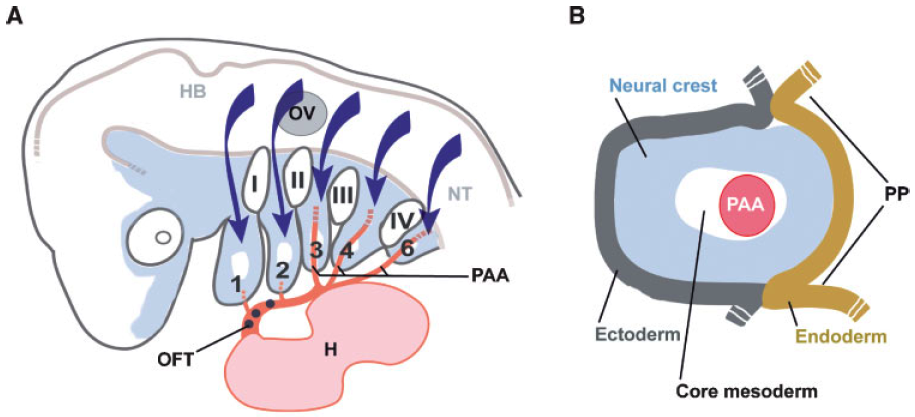 A
HB
OV
I
II
III
IV
NT
1
2
3
4
6
PAA
OFT
H
B
Neural crest
PAA
PP
Ectoderm
Endoderm
Core mesoderm